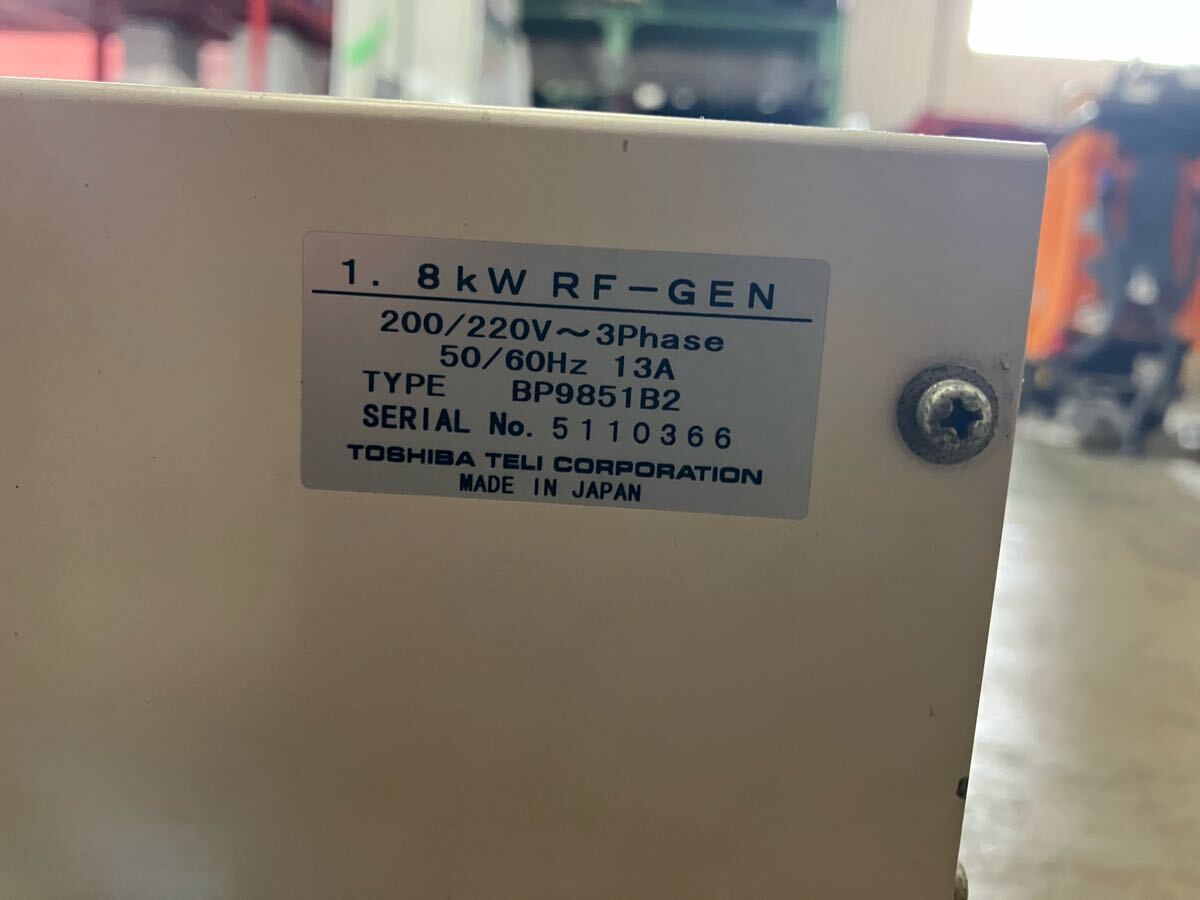 1. 8kW RF-GEN
200/220V~3Phase
50/60Hz 13A
TYPE BP9851B2
SERIAL No. 5110366
TOSHIBA TELI CORPORATION
MADE IN JAPAN